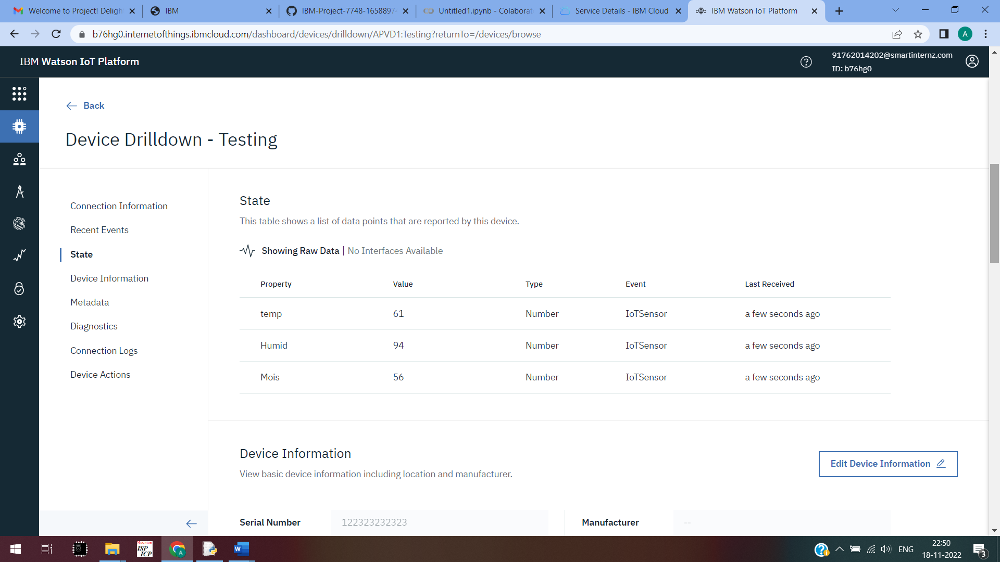 Welcome to Project! Deligh
IBM
IBM-Project-7748-16588974
Untitled1.ipynb - Colaborat
Service Details - IBM Cloud
IBM Watson IoT Platform
b76hg0.internetofthings.ibmcloud.com/dashboard/devices/drilldown/APVD1:Testing?returnTo=/devices/browse
A
IBM Watson IoT Platform
91762014202@smartinternz.com
ID: b76hg0
Back
Device Drilldown - Testing
Connection Information
Recent Events
State
Device Information
Metadata
Diagnostics
Connection Logs
Device Actions
State
This table shows a list of data points that are reported by this device.
Showing Raw Data | No Interfaces Available
Property Value Type Event Last Received
temp 61 Number IoTSensor a few seconds ago
Humid 94 Number IoTSensor a few seconds ago
Mois 56 Number IoTSensor a few seconds ago
Device Information
Edit Device Information
View basic device information including location and manufacturer.
Serial Number 122323232323 Manufacturer --
ISP
ICP
ENG
22:50
18-11-2022
3